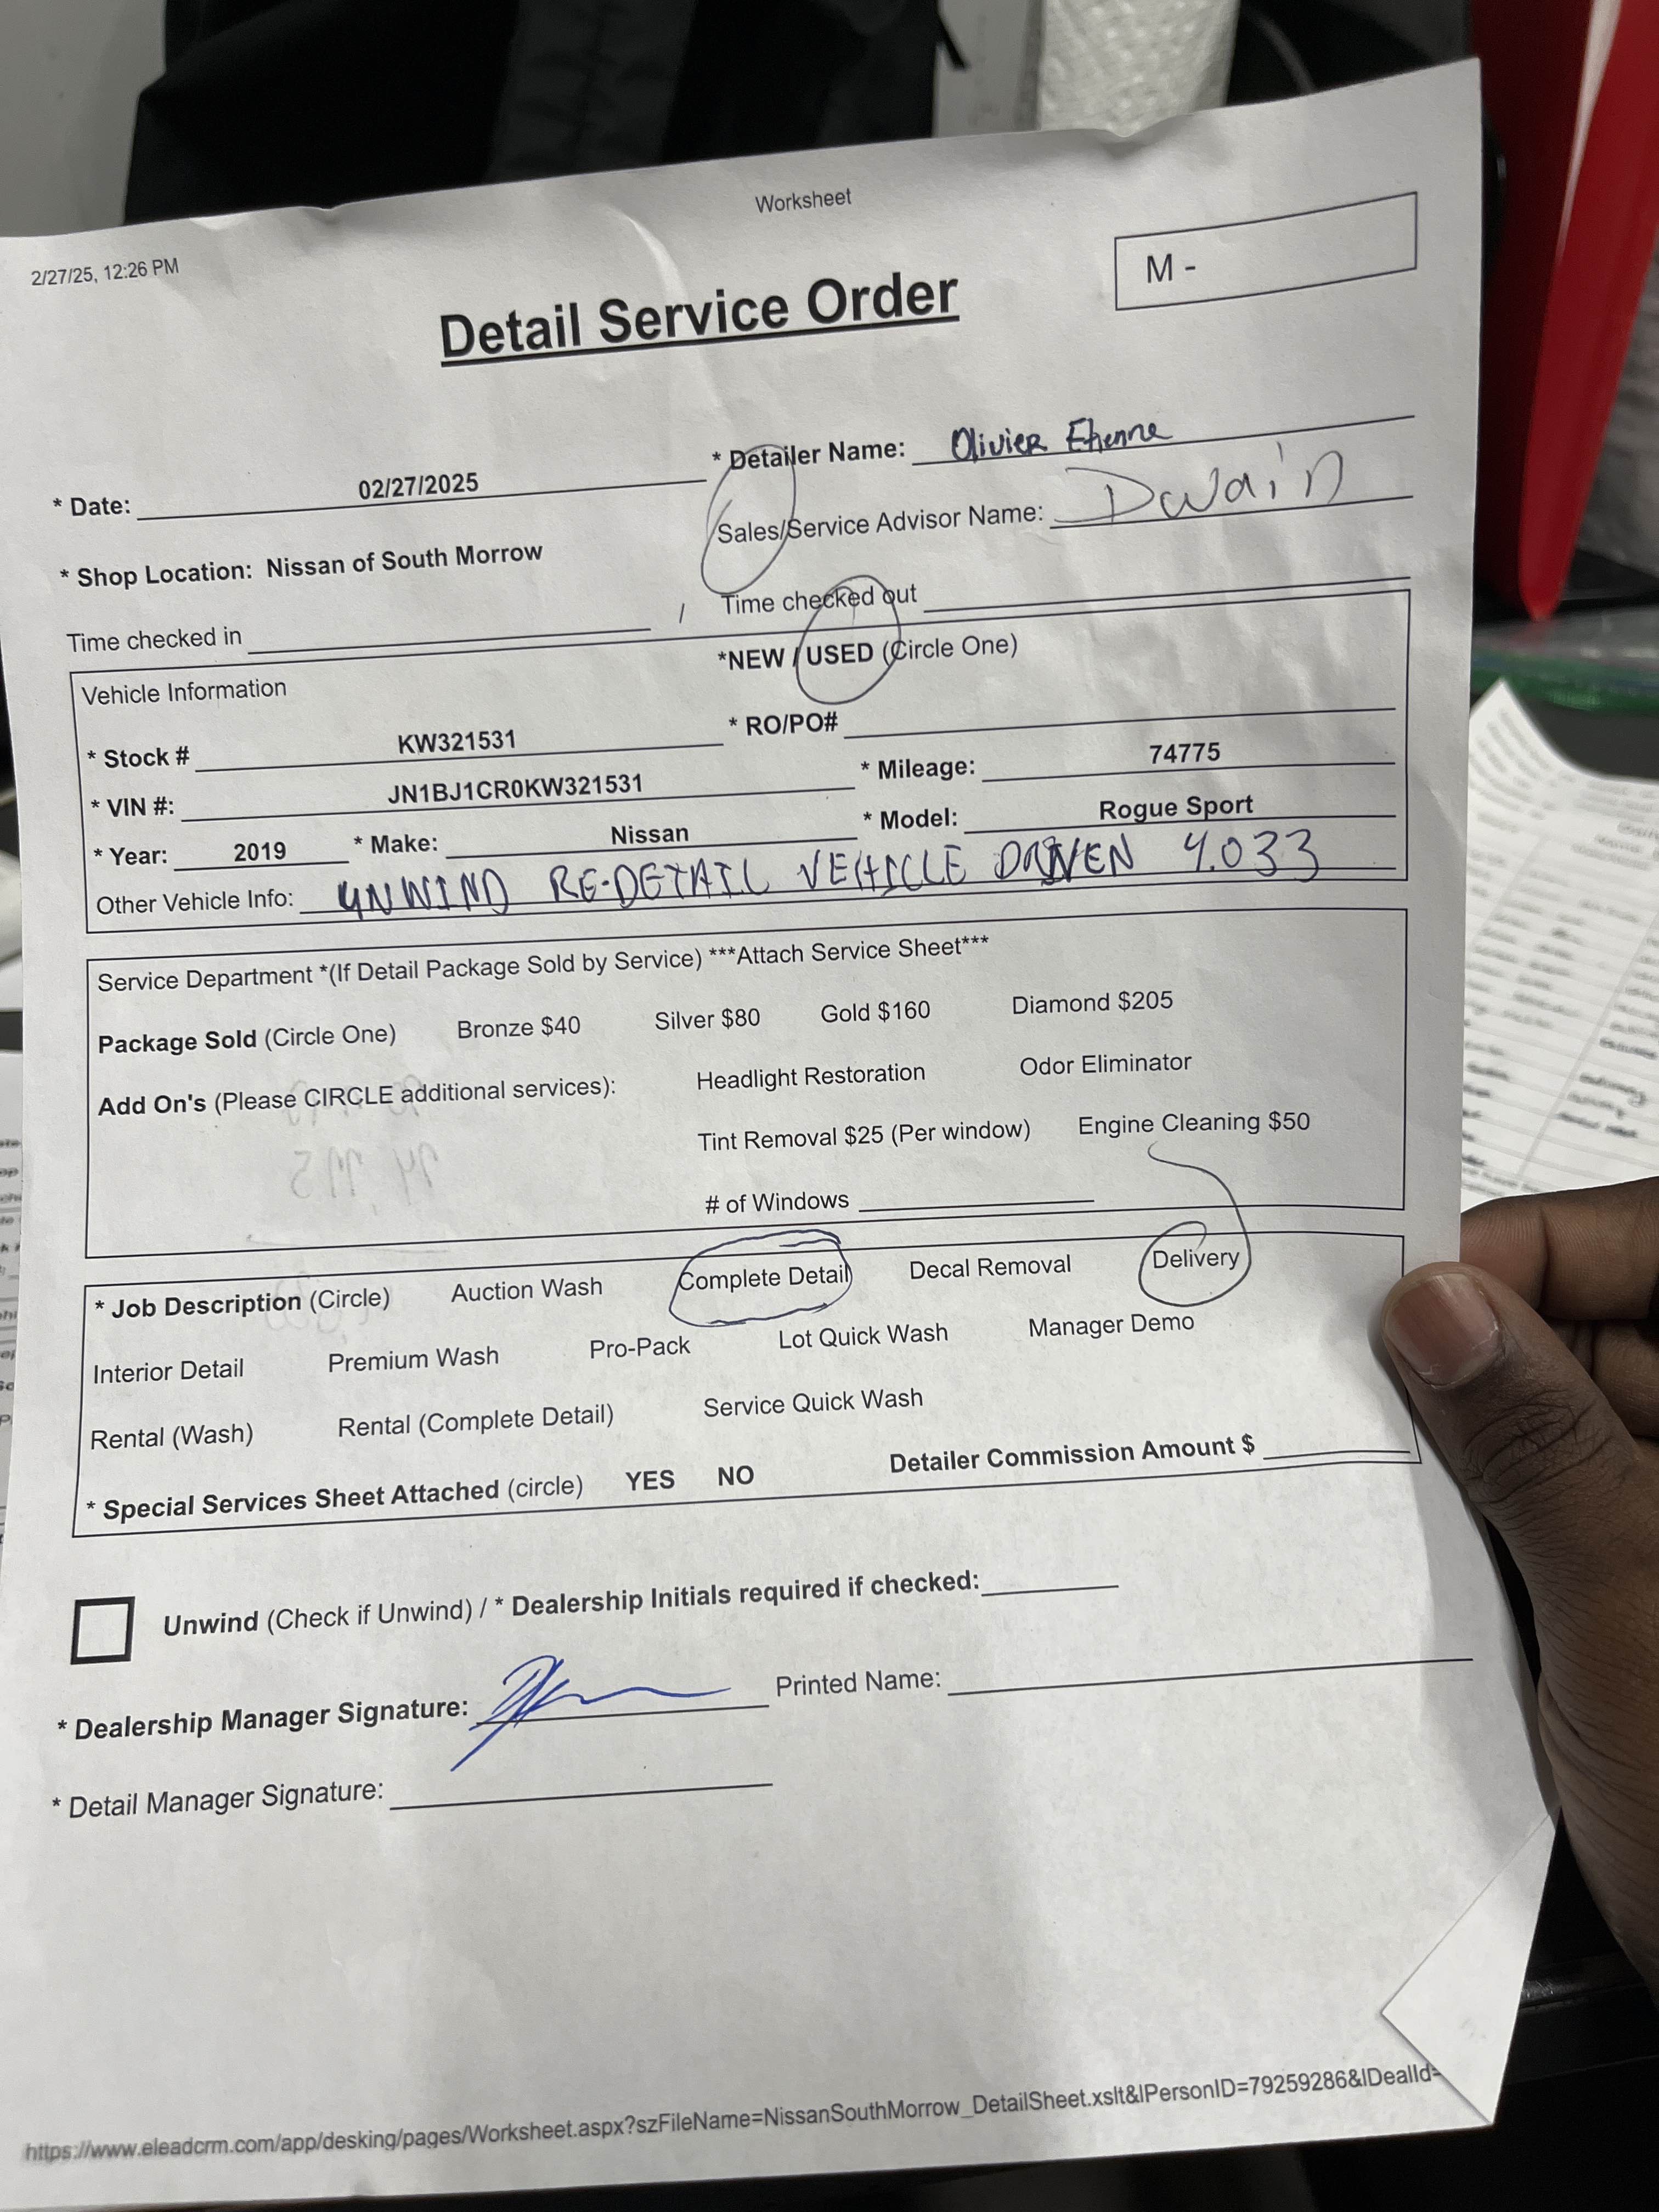 Worksheet
2/27/25, 12:26 PM
M -
Detail Service Order
* Date: 02/27/2025
* Detailer Name: Olivier Etienne
Sales/Service Advisor Name: Dwain
* Shop Location: Nissan of South Morrow
Time checked in
Time checked out
Vehicle Information
*NEW / USED (Circle One)
* Stock # KW321531
* RO/PO#
* VIN #: JN1BJ1CR0KW321531
* Mileage: 74775
* Year: 2019 * Make: Nissan * Model: Rogue Sport
Other Vehicle Info: UNWIND RE-DETAIL VEHICLE DRIVEN 4.033
Service Department *(If Detail Package Sold by Service) ***Attach Service Sheet***
Package Sold (Circle One) Bronze $40 Silver $80 Gold $160 Diamond $205
Add On's (Please CIRCLE additional services): Headlight Restoration Odor Eliminator
Tint Removal $25 (Per window) Engine Cleaning $50
# of Windows
* Job Description (Circle) Auction Wash Complete Detail Decal Removal Delivery
Interior Detail Premium Wash Pro-Pack Lot Quick Wash Manager Demo
Rental (Wash) Rental (Complete Detail) Service Quick Wash
* Special Services Sheet Attached (circle) YES NO Detailer Commission Amount $
Unwind (Check if Unwind) / * Dealership Initials required if checked:
* Dealership Manager Signature: Printed Name:
* Detail Manager Signature:
https://www.eleadcrm.com/app/desking/pages/Worksheet.aspx?szFileName=NissanSouthMorrow_DetailSheet.xslt&lPersonID=79259286&lDealId=